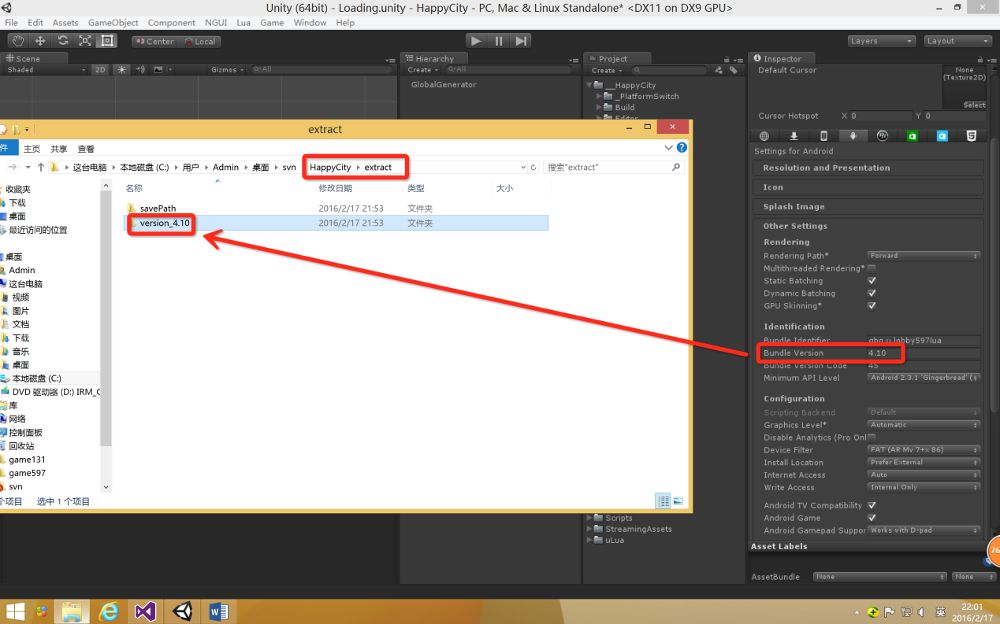 Unity (64bit) - Loading.unity - HappyCity - PC, Mac & Linux Standalone* <DX11 on DX9 GPU>
File Edit Assets GameObject Component NGUI Lua Game Window Help
Center Local
Layers
Layout
Scene
Shaded
2D
Gizmos
All
Hierarchy
Create
All
GlobalGenerator
Project
Create
__HappyCity
_PlatformSwitch
Build
Editor
Scripts
StreamingAssets
uLua
extract
件 主页 共享 查看
这台电脑 本地磁盘 (C:) 用户 Admin 桌面 svn HappyCity extract
搜索"extract"
名称 修改日期 类型 大小
savePath 2016/2/17 21:53 文件夹
version_4.10 2016/2/17 21:53 文件夹
收藏夹
下载
桌面
最近访问的位置
桌面
Admin
这台电脑
视频
图片
文档
下载
音乐
桌面
本地磁盘 (C:)
DVD 驱动器 (D:) IRM_C
库
网络
控制面板
回收站
game131
game597
svn
个项目 选中 1 个项目
Inspector
Default Cursor
None
(Texture2D)
Select
Cursor Hotspot X 0 Y 0
Settings for Android
Resolution and Presentation
Icon
Splash Image
Other Settings
Rendering
Rendering Path* Forward
Multithreaded Rendering*
Static Batching
Dynamic Batching
GPU Skinning*
Identification
Bundle Identifier gbg.u.lobby597lua
Bundle Version 4.10
Bundle Version Code 45
Minimum API Level Android 2.3.1 'Gingerbread' (
Configuration
Scripting Backend Default
Graphics Level* Automatic
Disable Analytics (Pro Onl
Device Filter FAT (AR Mv 7+x 86)
Install Location Prefer External
Internet Access Auto
Write Access Internal Only
Android TV Compatibility
Android Game
Android Gamepad Suppor Works with D-pad
Asset Labels
AssetBundle None None
76
英
22:01
2016/2/17